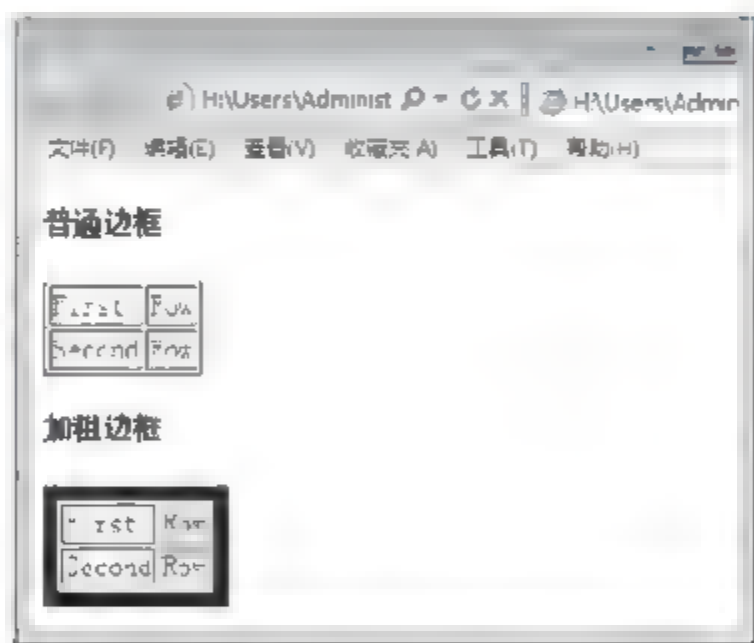 H:\Users\Administ H:\Users\Admin
文件(F) 编辑(E) 查看(V) 收藏夹(A) 工具(T) 帮助(H)
普通边框
First Row
Second Row
加粗边框
First Row
Second Row